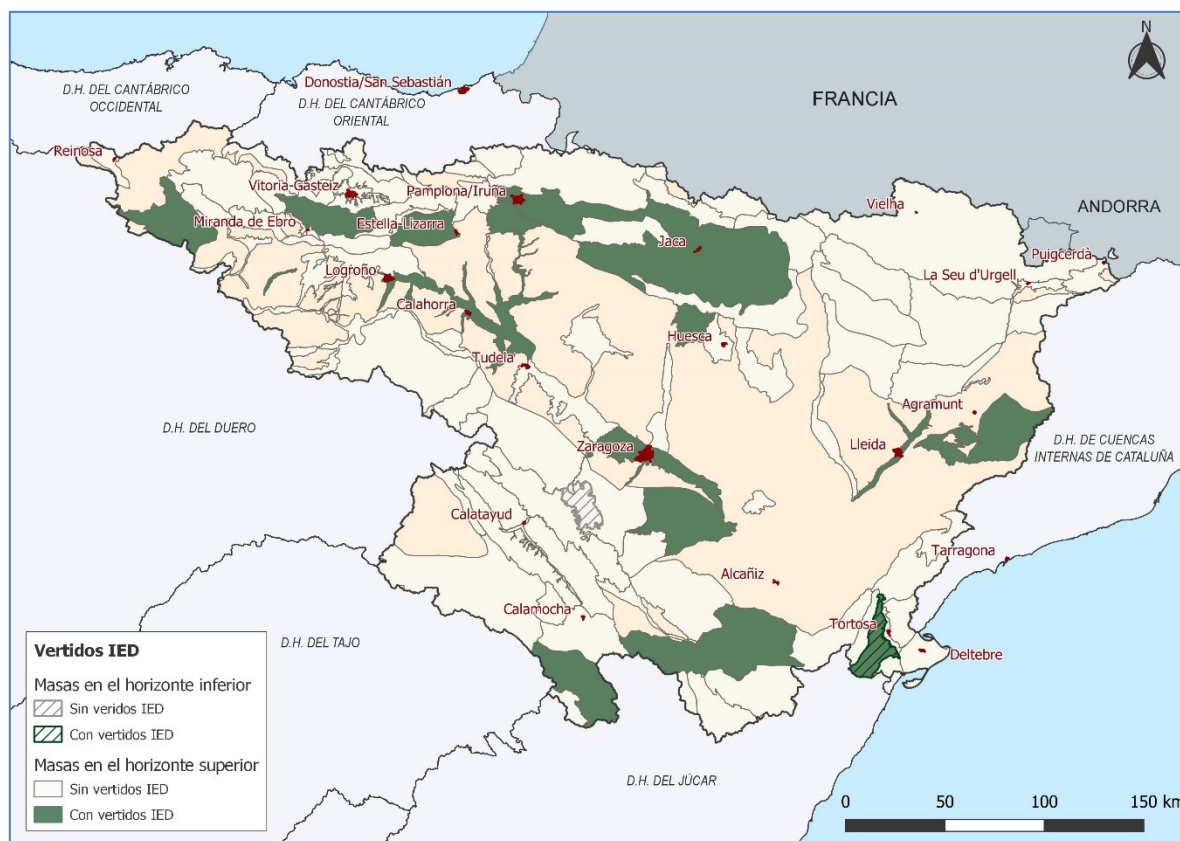 N
Donostia/San Sebastián
D.H. DEL CANTÁBRICO
OCCIDENTAL
D.H. DEL CANTÁBRICO
ORIENTAL
FRANCIA
Reinosa
Vitoria-Gasteiz
Pamplona/Iruña
Vielha
ANDORRA
Miranda de Ebro
Estella-Lizarra
Jaca
Puigcerdà
La Seu d'Urgell
Logroño
Calahorra
Huesca
Tudela
Agramunt
D.H. DEL DUERO
Zaragoza
Lleida
D.H. DE CUENCAS
INTERNAS DE CATALUÑA
Calatayud
Tarragona
Alcañiz
Calamocha
Tortosa
Deltebre
D.H. DEL TAJO
D.H. DEL JÚCAR
Vertidos IED
Masas en el horizonte inferior
Sin veridos IED
Con vertidos IED
Masas en el horizonte superior
Sin vertidos IED
Con vertidos IED
0 50 100 150 km